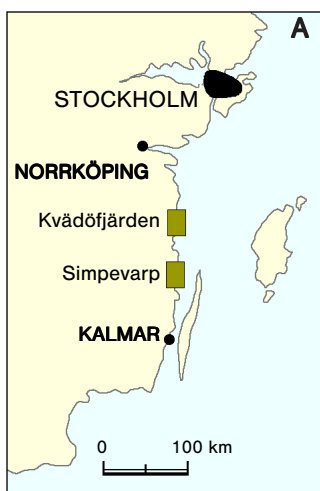 A
STOCKHOLM
NORRKÖPING
Kvädöfjärden
Simpevarp
KALMAR
0 100 km